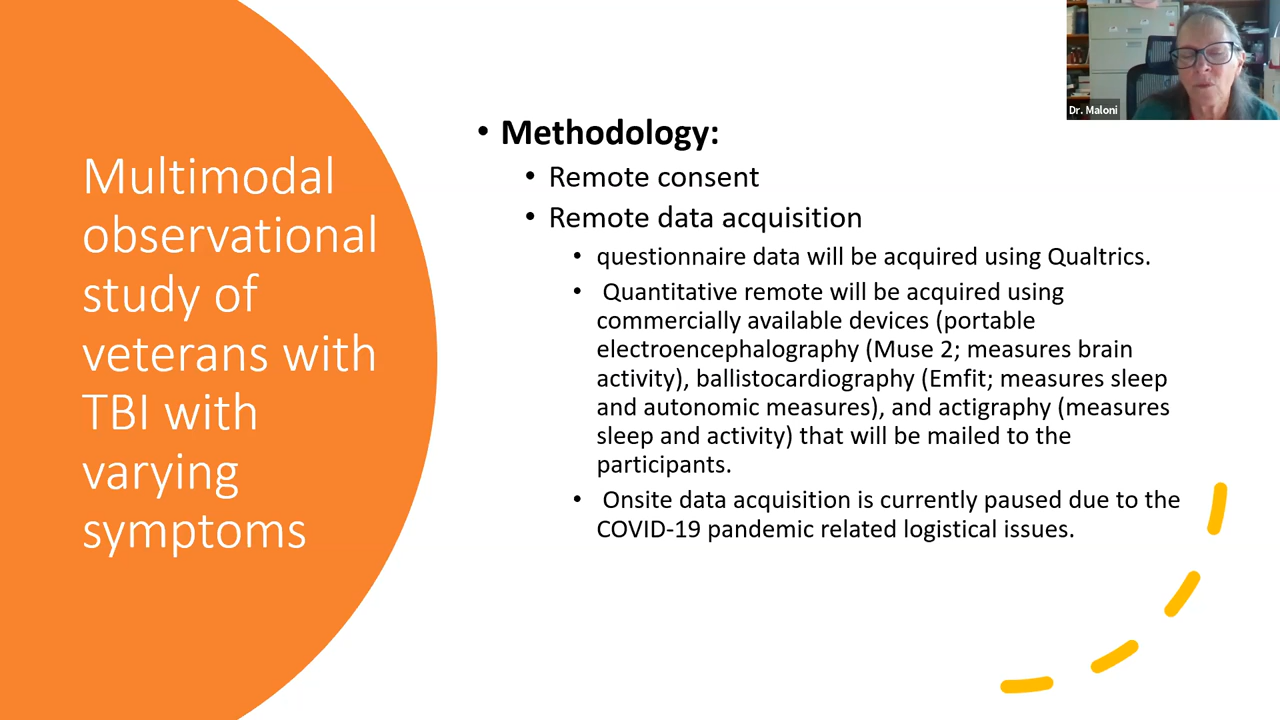 Multimodal
observational
study of
veterans with
TBI with
varying
symptoms
• Methodology:
• Remote consent
• Remote data acquisition
• questionnaire data will be acquired using Qualtrics.
• Quantitative remote will be acquired using
commercially available devices (portable
electroencephalography (Muse 2; measures brain
activity), ballistocardiography (Emfit; measures sleep
and autonomic measures), and actigraphy (measures
sleep and activity) that will be mailed to the
participants.
• Onsite data acquisition is currently paused due to the
COVID-19 pandemic related logistical issues.
Dr. Maloni